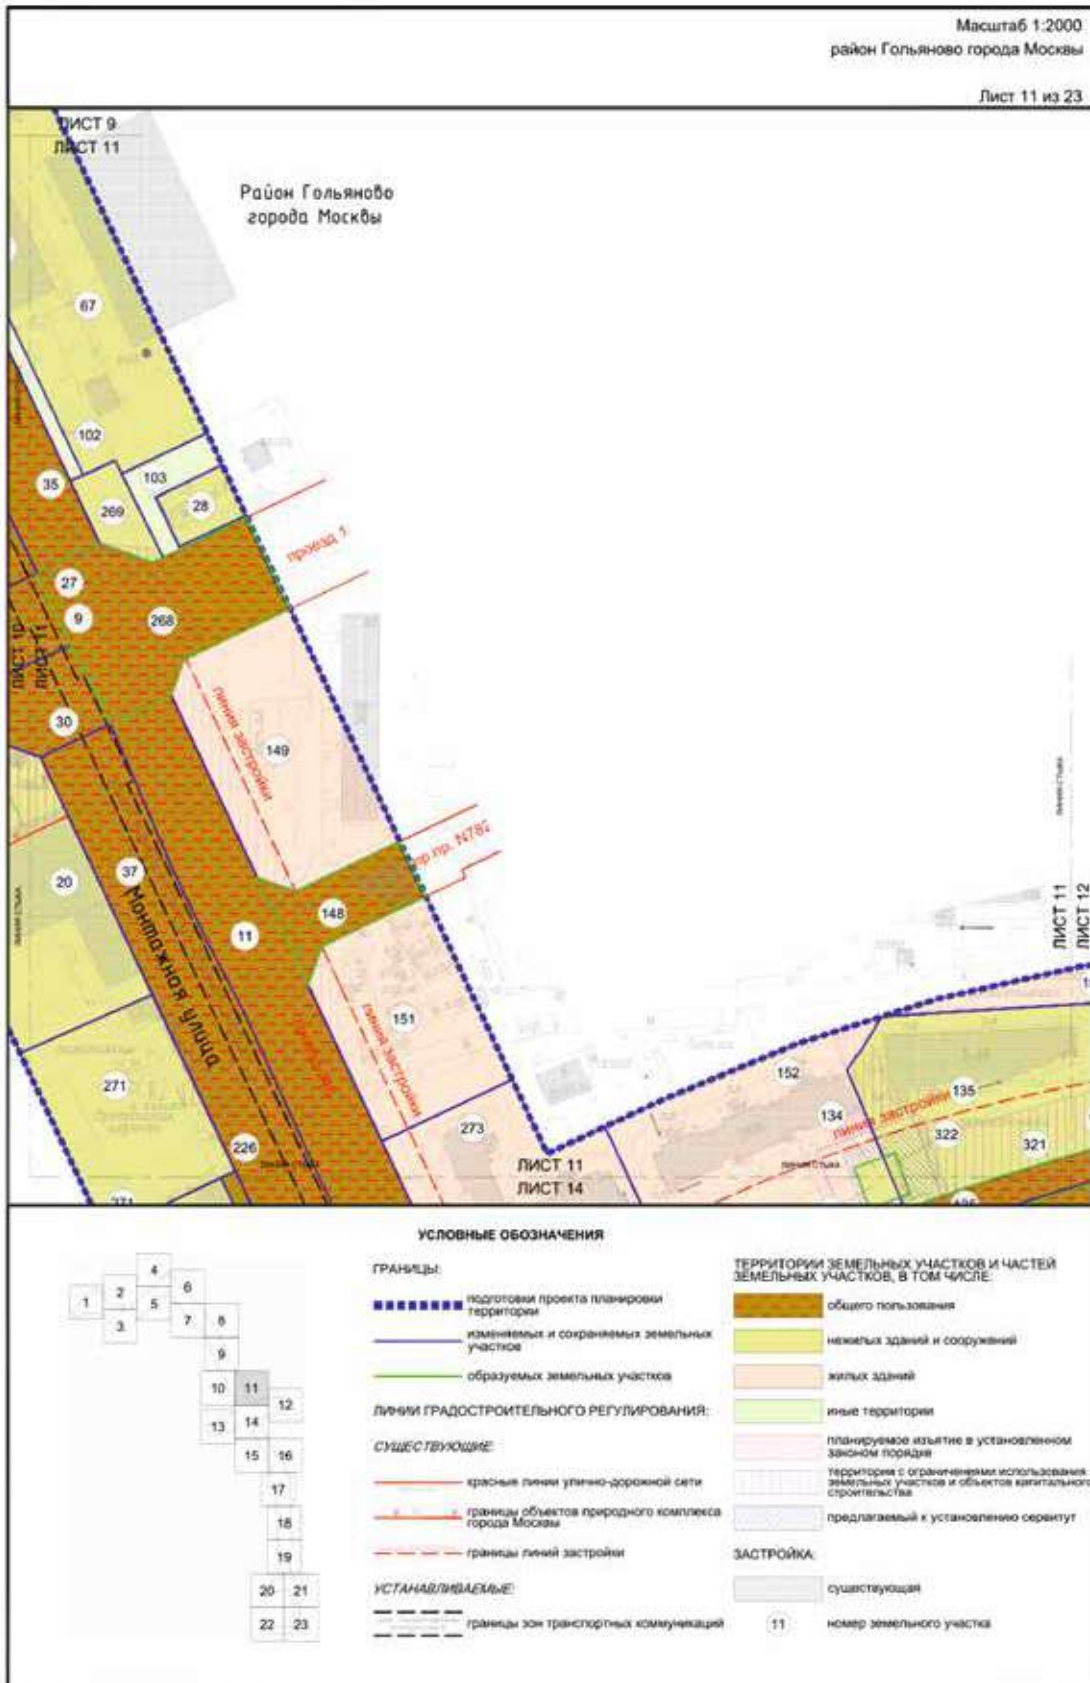 Масштаб 1:2000
район Гольяново города Москвы
Лист 11 из 23
ЛИСТ 9
ЛИСТ 11
Район Гольяново
города Москвы
67
102
35
103
269
28
проезд 1
27
9
268
ЛИСТ 10
ЛИСТ 11
30
линия застройки
149
пр.пр. N782
37
20
148
11
Монтажная улица
линия застройки
151
линия стыка
ЛИСТ 11
ЛИСТ 12
271
226
273
152
134
135
линия застройки
322
321
линия стыка
линия стыка
ЛИСТ 11
ЛИСТ 14
271
УСЛОВНЫЕ ОБОЗНАЧЕНИЯ
4
1
2
5
6
3
7
8
9
10
11
12
13
14
15
16
17
18
19
20
21
22
23
ГРАНИЦЫ:
подготовки проекта планировки
территории
изменяемых и сохраняемых земельных
участков
образуемых земельных участков
ЛИНИИ ГРАДОСТРОИТЕЛЬНОГО РЕГУЛИРОВАНИЯ:
СУЩЕСТВУЮЩИЕ:
красные линии улично-дорожной сети
границы объектов природного комплекса
города Москвы
границы линий застройки
УСТАНАВЛИВАЕМЫЕ:
границы зон транспортных коммуникаций
ТЕРРИТОРИИ ЗЕМЕЛЬНЫХ УЧАСТКОВ И ЧАСТЕЙ
ЗЕМЕЛЬНЫХ УЧАСТКОВ, В ТОМ ЧИСЛЕ:
общего пользования
нежилых зданий и сооружений
жилых зданий
иные территории
планируемое изъятие в установленном
законом порядке
территория с ограничениями использования
земельных участков и объектов капитального
строительства
предлагаемый к установлению сервитут
ЗАСТРОЙКА:
существующая
11
номер земельного участка